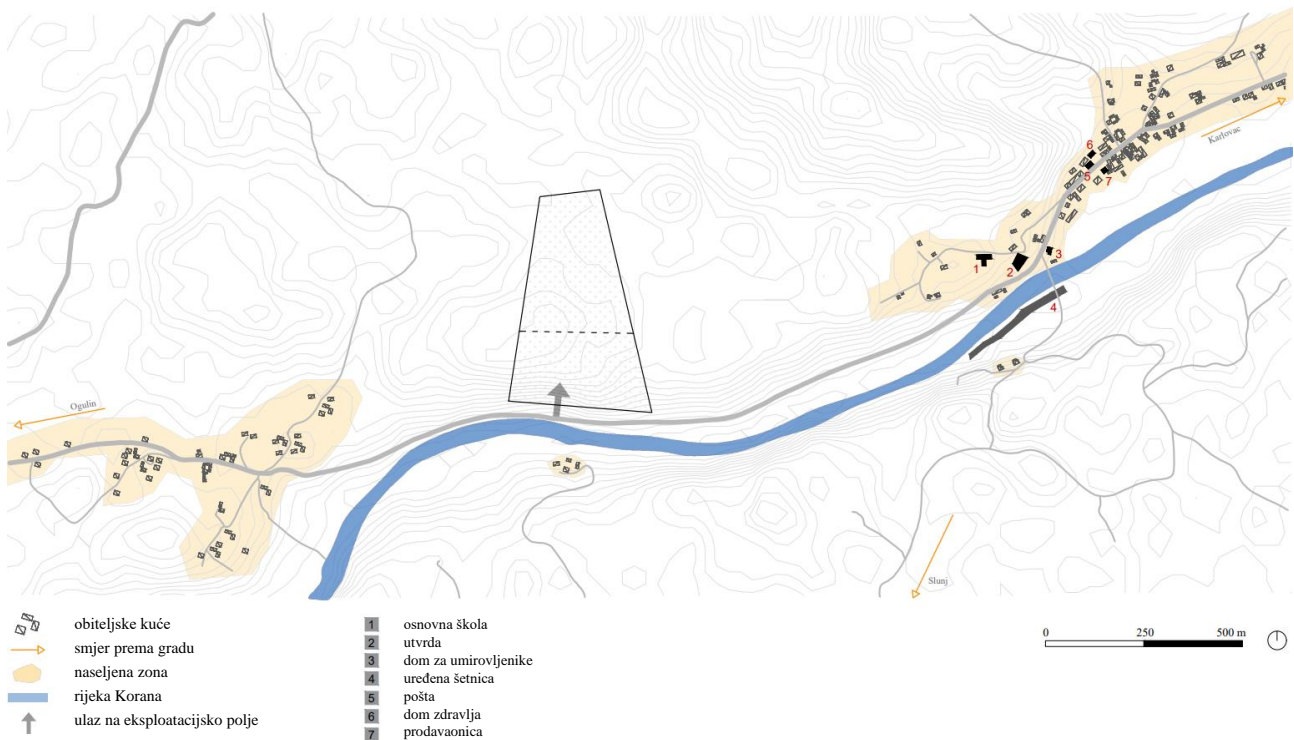 Karlovac
6
5
7
1
2
3
4
Ogulin
Slunj
obiteljske kuće
smjer prema gradu
naseljena zona
rijeka Korana
ulaz na eksploatacijsko polje
1 osnovna škola
2 utvrda
3 dom za umirovljenike
4 uređena šetnica
5 pošta
6 dom zdravlja
7 prodavaonica
0 250 500 m